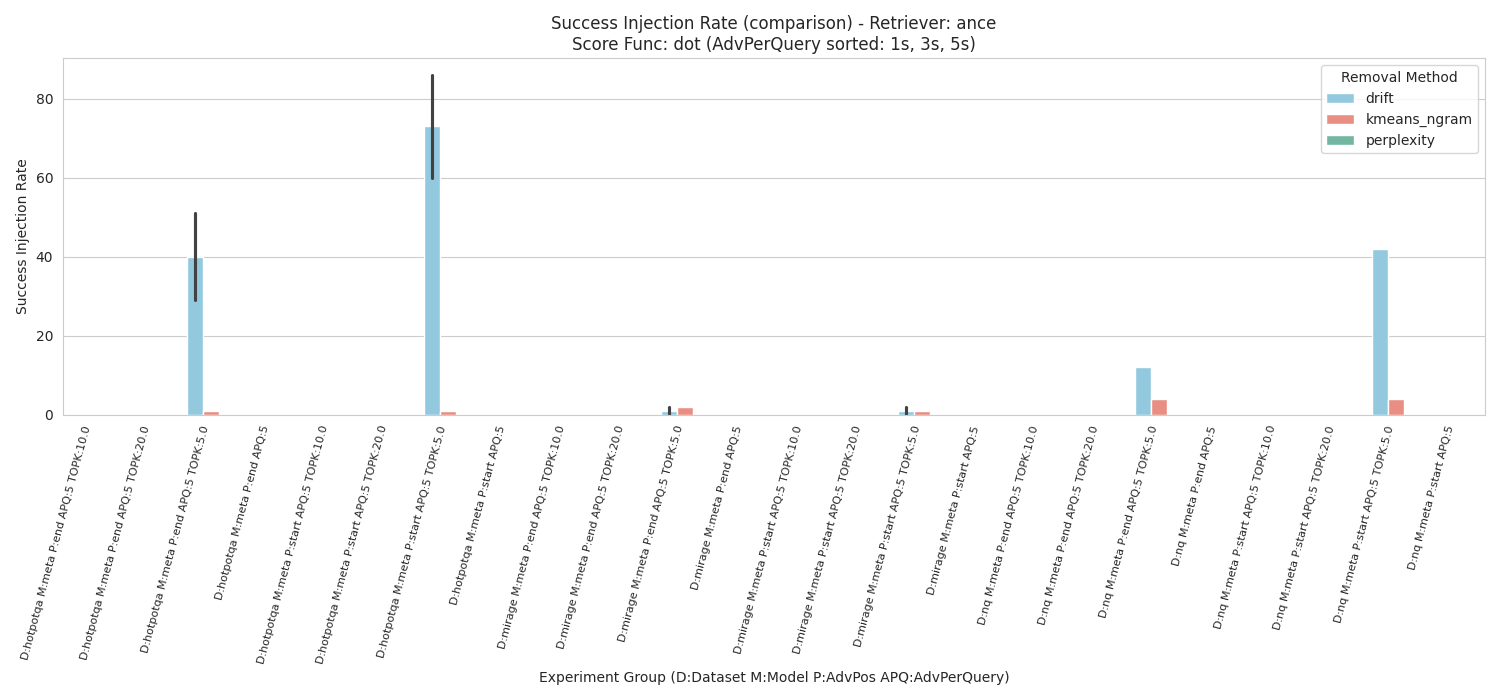 Success Injection Rate (comparison) - Retriever: ance
Score Func: dot (AdvPerQuery sorted: 1s, 3s, 5s)
Removal Method
drift
kmeans_ngram
perplexity
Success Injection Rate
80
60
40
20
0
D:hotpotqa M:meta P:end APQ:5 TOPK:10.0
D:hotpotqa M:meta P:end APQ:5 TOPK:20.0
D:hotpotqa M:meta P:end APQ:5 TOPK:5.0
D:hotpotqa M:meta P:end APQ:5
D:hotpotqa M:meta P:start APQ:5 TOPK:10.0
D:hotpotqa M:meta P:start APQ:5 TOPK:20.0
D:hotpotqa M:meta P:start APQ:5 TOPK:5.0
D:hotpotqa M:meta P:start APQ:5
D:mirage M:meta P:end APQ:5 TOPK:10.0
D:mirage M:meta P:end APQ:5 TOPK:20.0
D:mirage M:meta P:end APQ:5 TOPK:5.0
D:mirage M:meta P:end APQ:5
D:mirage M:meta P:start APQ:5 TOPK:10.0
D:mirage M:meta P:start APQ:5 TOPK:20.0
D:mirage M:meta P:start APQ:5 TOPK:5.0
D:mirage M:meta P:start APQ:5
D:nq M:meta P:end APQ:5 TOPK:10.0
D:nq M:meta P:end APQ:5 TOPK:20.0
D:nq M:meta P:end APQ:5 TOPK:5.0
D:nq M:meta P:end APQ:5
D:nq M:meta P:start APQ:5 TOPK:10.0
D:nq M:meta P:start APQ:5 TOPK:20.0
D:nq M:meta P:start APQ:5 TOPK:5.0
D:nq M:meta P:start APQ:5
Experiment Group (D:Dataset M:Model P:AdvPos APQ:AdvPerQuery)